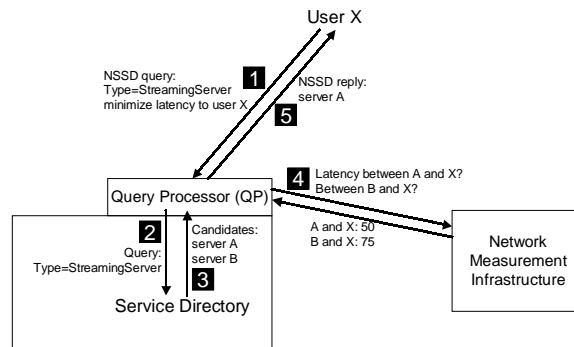 User X
NSSD query:
Type=StreamingServer
minimize latency to user X
1
NSSD reply:
server A
5
4
Latency between A and X?
Between B and X?
Query Processor (QP)
2
Query:
Type=StreamingServer
Candidates:
server A
server B
3
A and X: 50
B and X: 75
Network
Measurement
Infrastructure
Service Directory